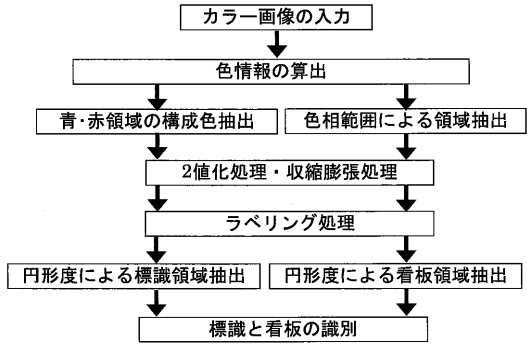 カラー画像の入力
色情報の算出
青・赤領域の構成色抽出
色相範囲による領域抽出
2値化処理・収縮膨張処理
ラベリング処理
円形度による標識領域抽出
円形度による看板領域抽出
標識と看板の識別